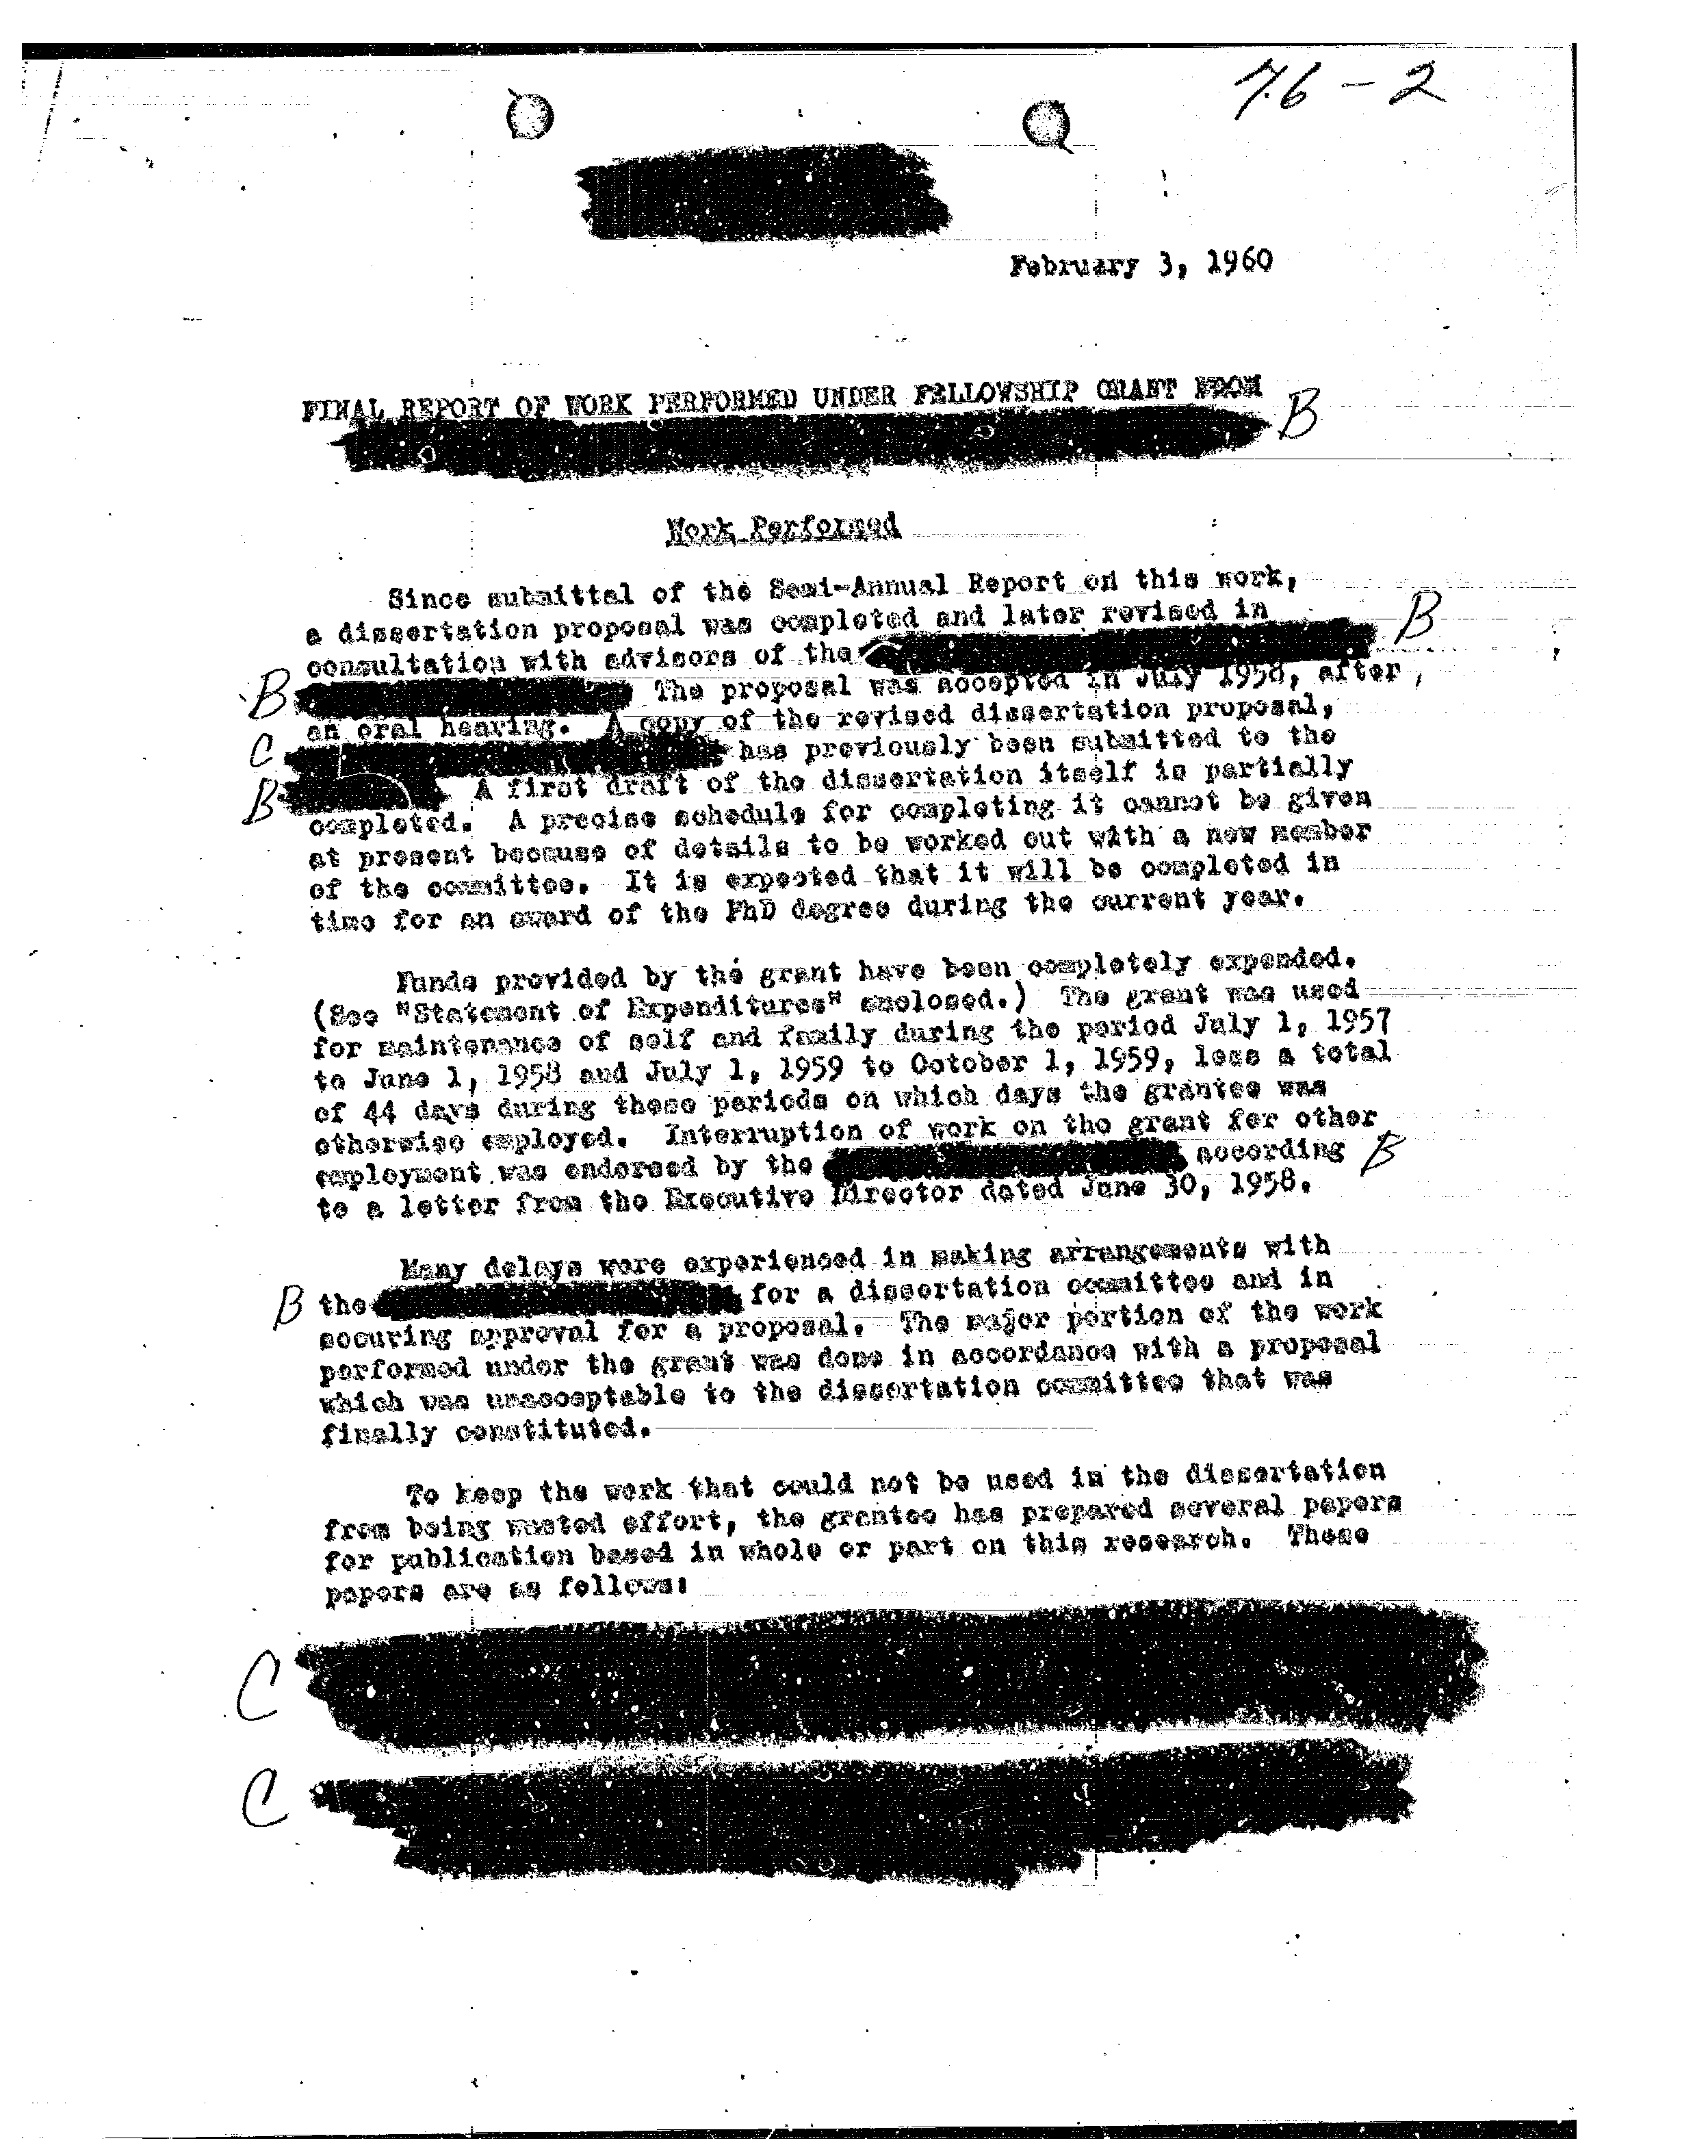 76-2
February 3, 1960
FINAL REPORT OF WORK PERFORMED UNDER FELLOWSHIP GRANT FROM
B
Work Performed
Since submittal of the Semi-Annual Report on this work,
a dissertation proposal was completed and later revised in
consultation with advisors of the B
B The proposal was accepted in July 1958, after
an oral hearing. A copy of the revised dissertation proposal,
C has previously been submitted to the
B A first draft of the dissertation itself is partially
completed. A precise schedule for completing it cannot be given
at present because of details to be worked out with a new member
of the committee. It is expected that it will be completed in
time for an award of the PhD degree during the current year.
Funds provided by the grant have been completely expended.
(See "Statement of Expenditures" enclosed.) The grant was used
for maintenance of self and family during the period July 1, 1957
to June 1, 1958 and July 1, 1959 to October 1, 1959, less a total
of 44 days during these periods on which days the grantee was
otherwise employed. Interruption of work on the grant for other
employment was endorsed by the according B
to a letter from the Executive Director dated June 30, 1958.
Many delays were experienced in making arrangements with
B the for a dissertation committee and in
securing approval for a proposal. The major portion of the work
performed under the grant was done in accordance with a proposal
which was unacceptable to the dissertation committee that was
finally constituted.
To keep the work that could not be used in the dissertation
from being wasted effort, the grantee has prepared several papers
for publication based in whole or part on this research. These
papers are as follows:
C
C